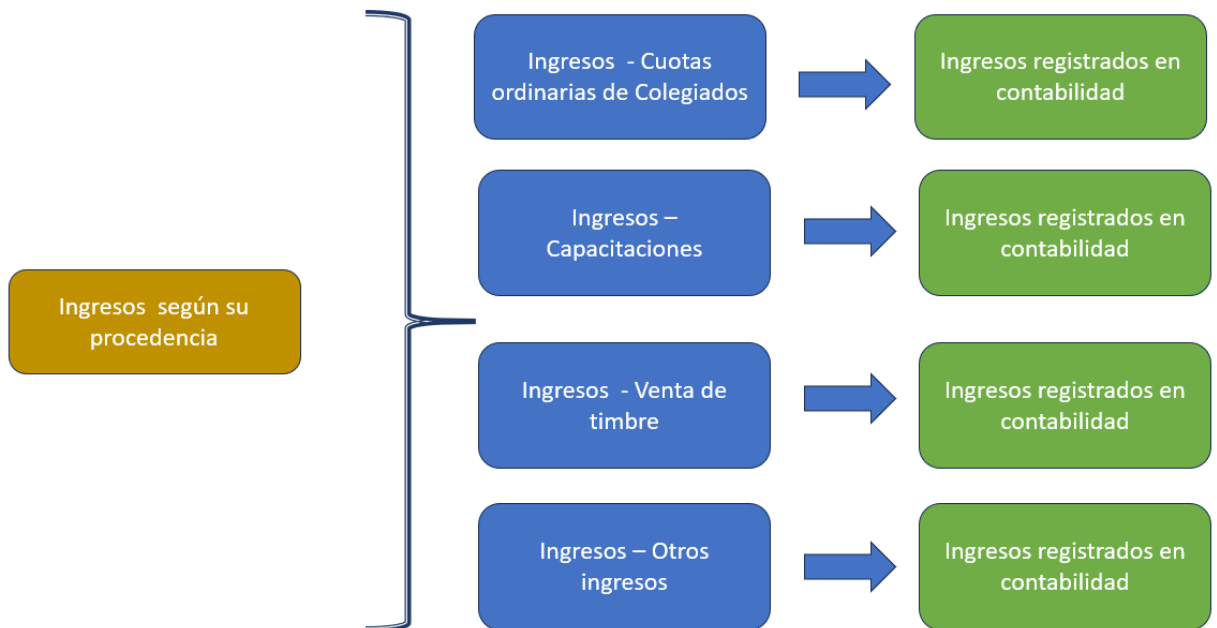 Ingresos según su
procedencia
Ingresos - Cuotas
ordinarias de Colegiados
Ingresos registrados en
contabilidad
Ingresos –
Capacitaciones
Ingresos registrados en
contabilidad
Ingresos - Venta de
timbre
Ingresos registrados en
contabilidad
Ingresos – Otros
ingresos
Ingresos registrados en
contabilidad